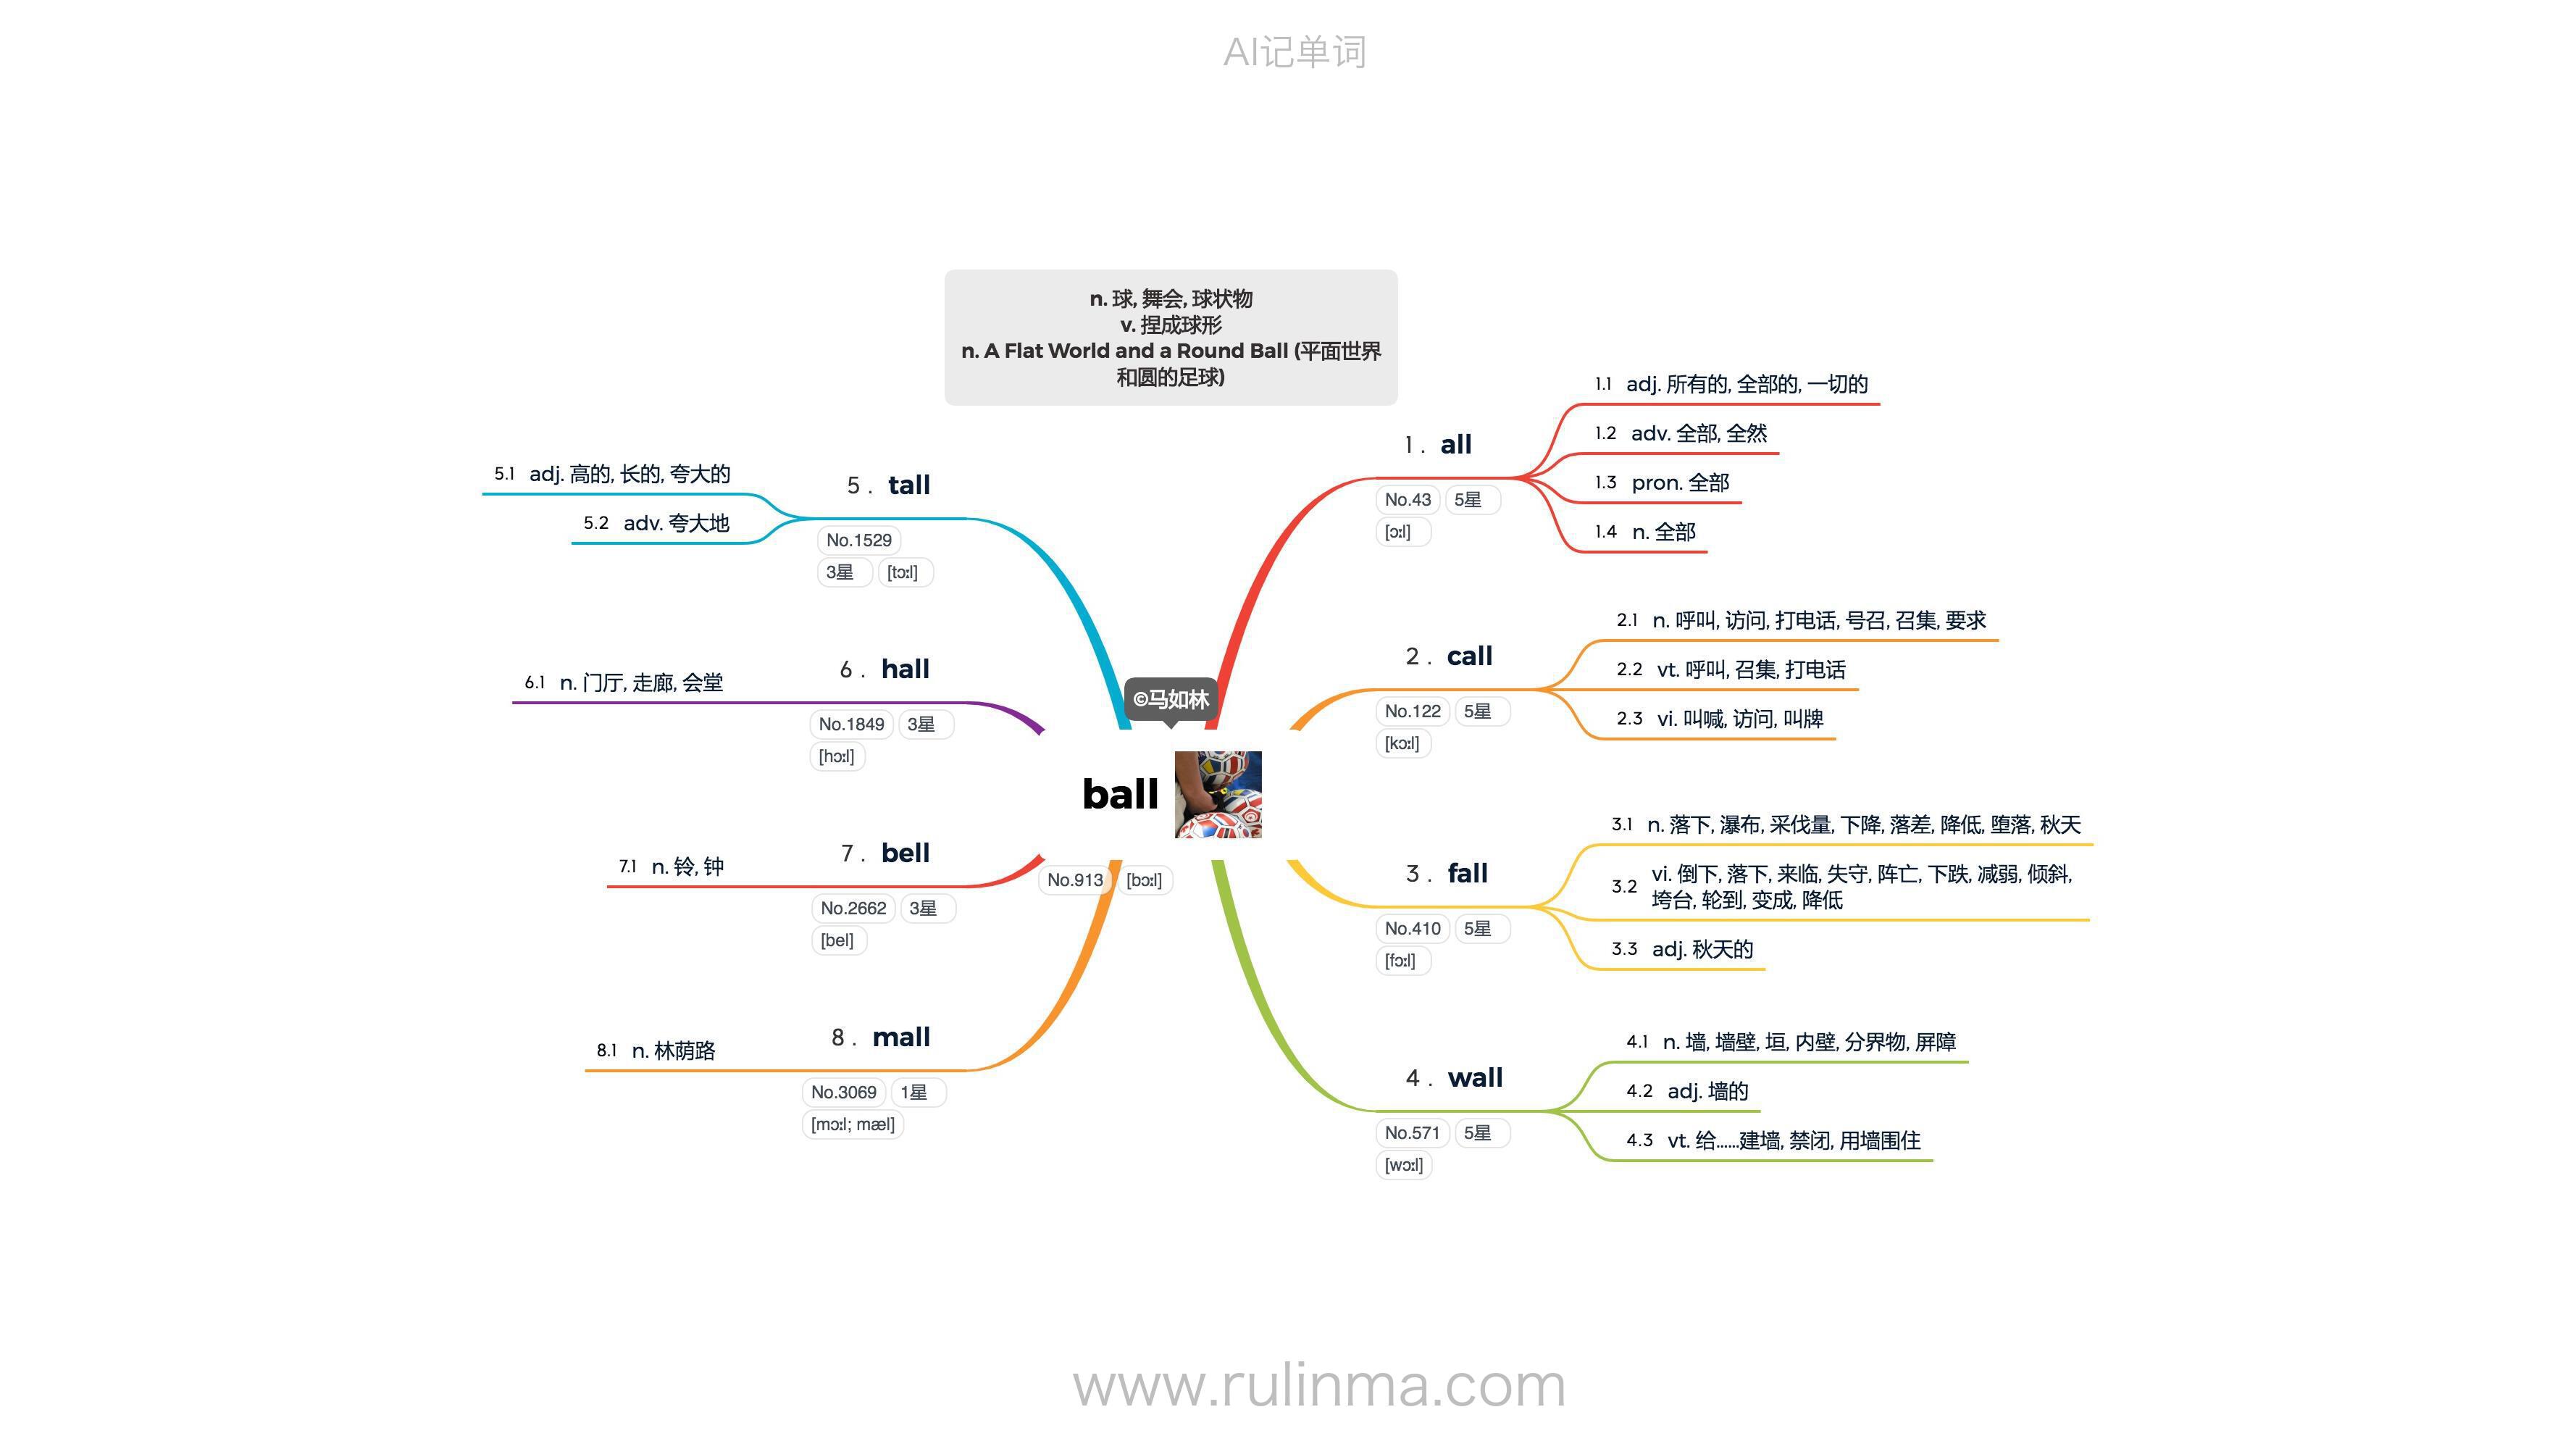 AI记单词
n. 球, 舞会, 球状物
v. 捏成球形
n. A Flat World and a Round Ball (平面世界
和圆的足球)
©马如林
ball
No.913 [bɔːl]
1. all
No.43 5星
[ɔːl]
1.1 adj. 所有的, 全部的, 一切的
1.2 adv. 全部, 全然
1.3 pron. 全部
1.4 n. 全部
2. call
No.122 5星
[kɔːl]
2.1 n. 呼叫, 访问, 打电话, 号召, 召集, 要求
2.2 vt. 呼叫, 召集, 打电话
2.3 vi. 叫喊, 访问, 叫牌
3. fall
No.410 5星
[fɔːl]
3.1 n. 落下, 瀑布, 采伐量, 下降, 落差, 降低, 堕落, 秋天
3.2 vi. 倒下, 落下, 来临, 失守, 阵亡, 下跌, 减弱, 倾斜,
垮台, 轮到, 变成, 降低
3.3 adj. 秋天的
4. wall
No.571 5星
[wɔːl]
4.1 n. 墙, 墙壁, 垣, 内壁, 分界物, 屏障
4.2 adj. 墙的
4.3 vt. 给……建墙, 禁闭, 用墙围住
5. tall
No.1529
3星 [tɔːl]
5.1 adj. 高的, 长的, 夸大的
5.2 adv. 夸大地
6. hall
No.1849 3星
[hɔːl]
6.1 n. 门厅, 走廊, 会堂
7. bell
No.2662 3星
[bel]
7.1 n. 铃, 钟
8. mall
No.3069 1星
[mɔːl; mæl]
8.1 n. 林荫路
www.rulinma.com